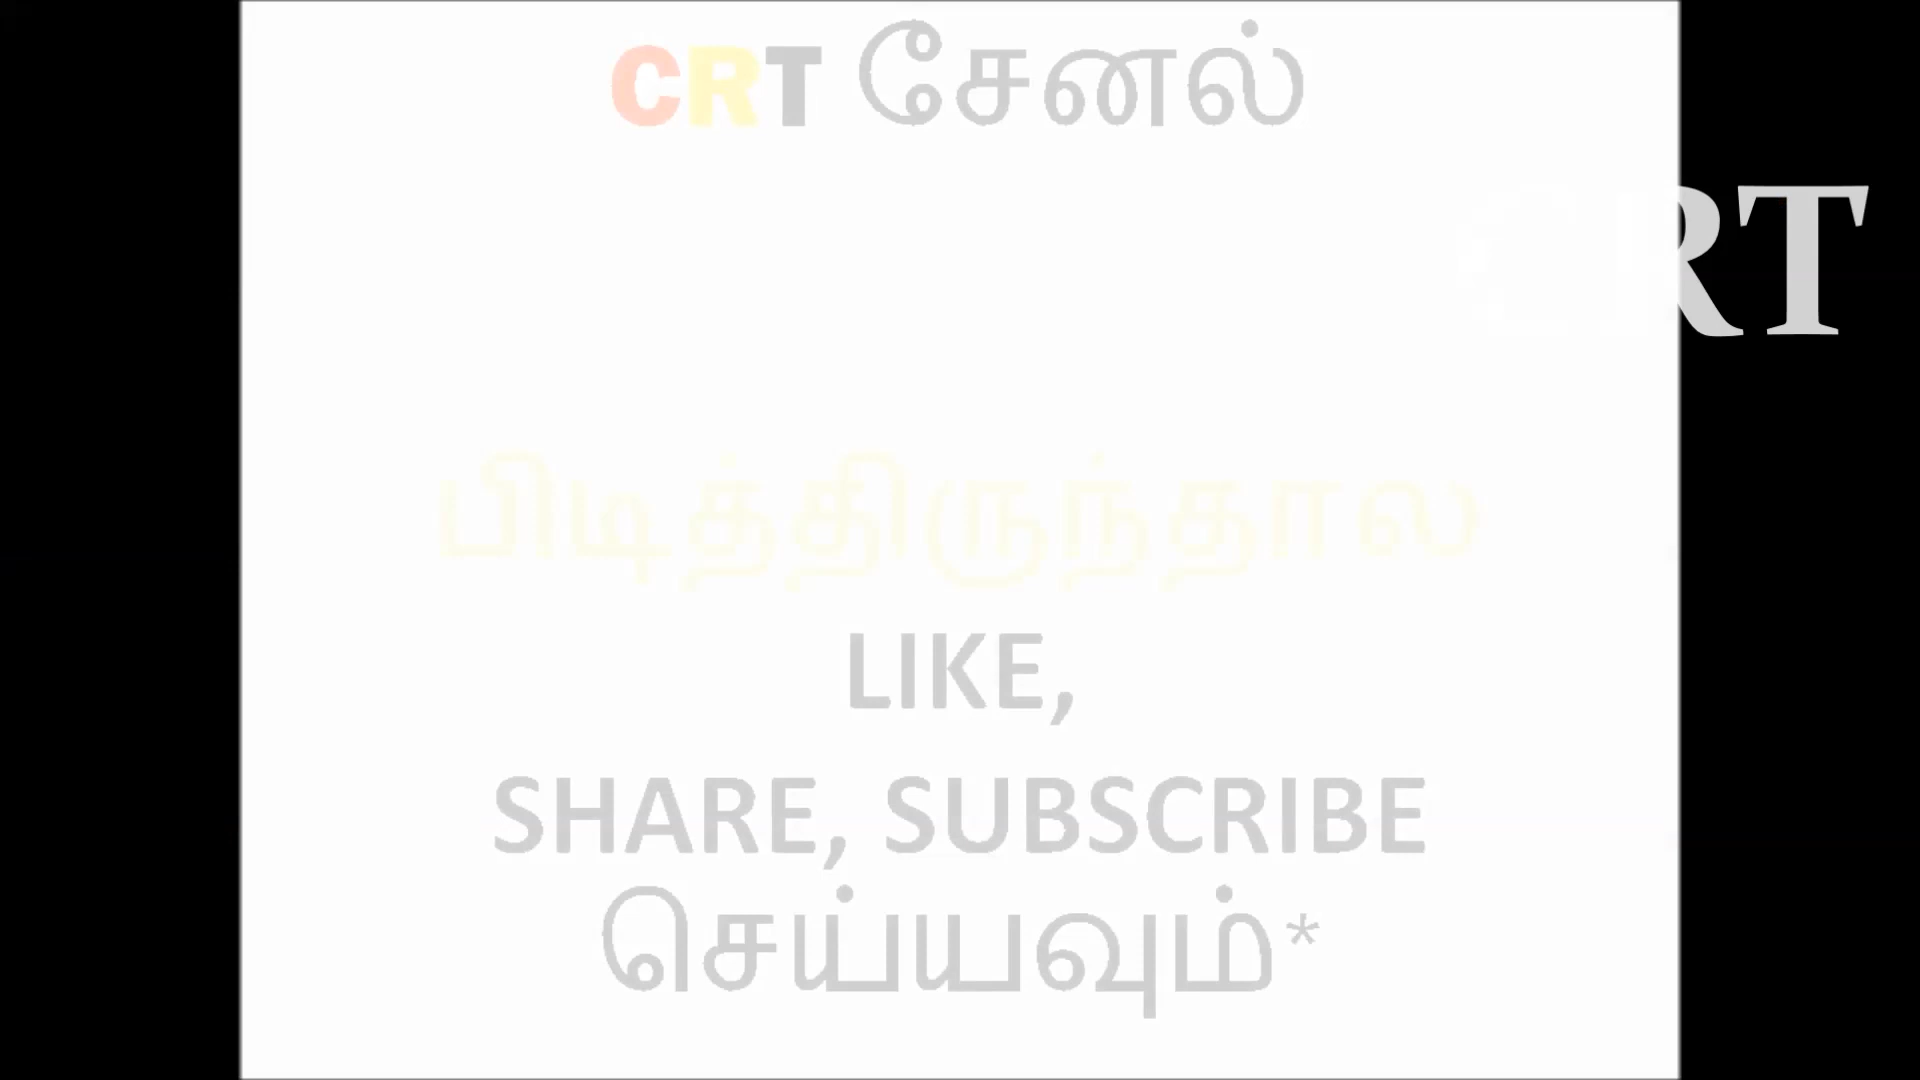 CRT சேனல்
CRT
பிடித்திருந்தால
LIKE,
SHARE, SUBSCRIBE
செய்யவும்*